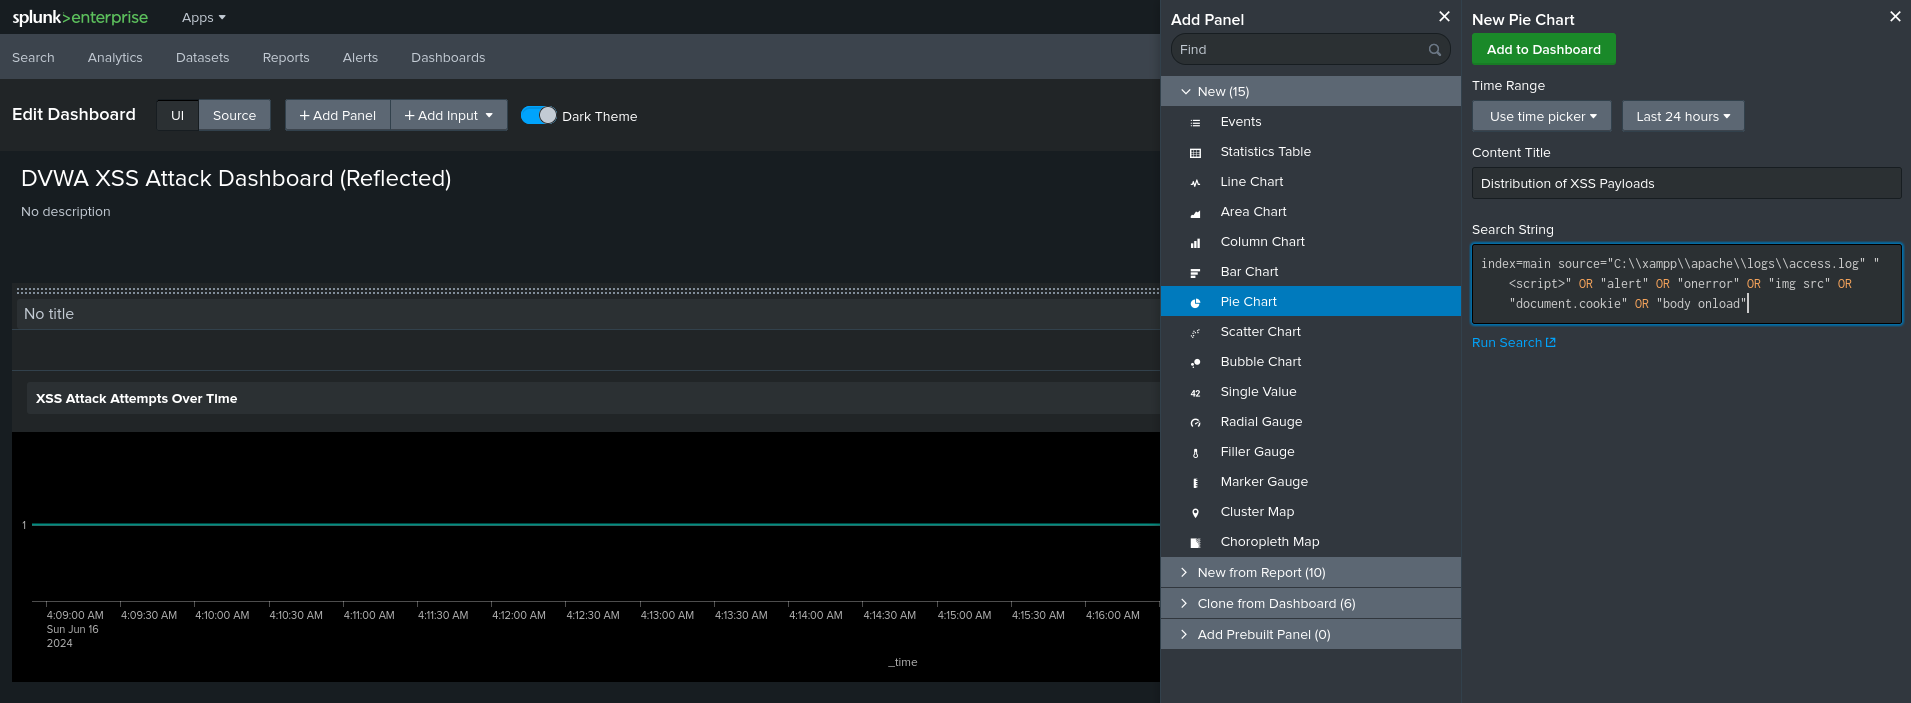 splunk>enterprise Apps
Search Analytics Datasets Reports Alerts Dashboards
Edit Dashboard UI Source + Add Panel + Add Input Dark Theme
DVWA XSS Attack Dashboard (Reflected)
No description
No title
XSS Attack Attempts Over TIme
1
4:09:00 AM 4:09:30 AM 4:10:00 AM 4:10:30 AM 4:11:00 AM 4:11:30 AM 4:12:00 AM 4:12:30 AM 4:13:00 AM 4:13:30 AM 4:14:00 AM 4:14:30 AM 4:15:00 AM 4:15:30 AM 4:16:00 AM
Sun Jun 16
2024
_time
Add Panel
Find
New (15)
Events
Statistics Table
Line Chart
Area Chart
Column Chart
Bar Chart
Pie Chart
Scatter Chart
Bubble Chart
42 Single Value
Radial Gauge
Filler Gauge
Marker Gauge
Cluster Map
Choropleth Map
New from Report (10)
Clone from Dashboard (6)
Add Prebuilt Panel (0)
New Pie Chart
Add to Dashboard
Time Range
Use time picker Last 24 hours
Content Title
Distribution of XSS Payloads
Search String
index=main source="C:\\xampp\\apache\\logs\\access.log" "
<script>" OR "alert" OR "onerror" OR "img src" OR
"document.cookie" OR "body onload"
Run Search